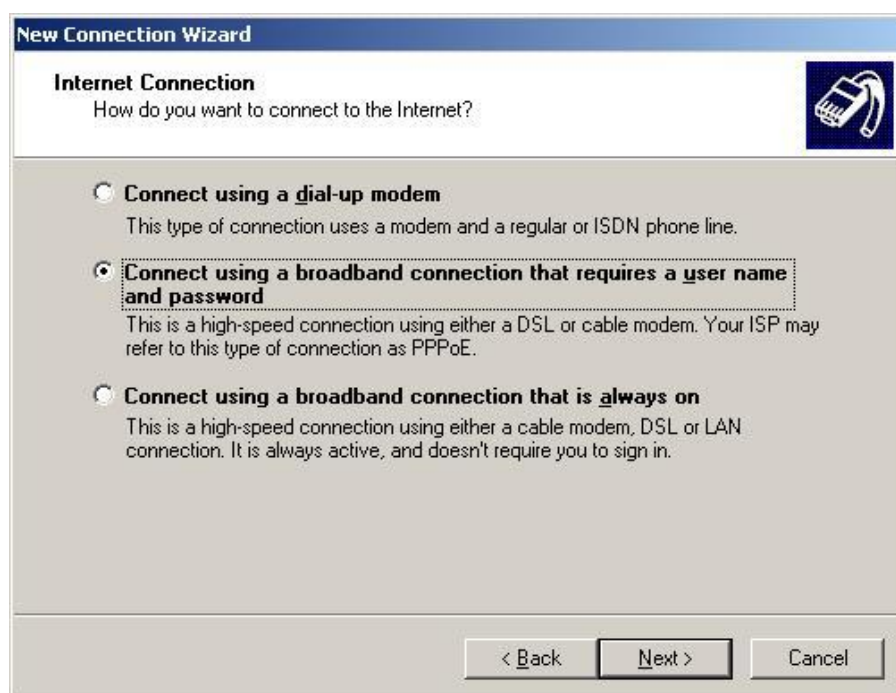 New Connection Wizard
Internet Connection
How do you want to connect to the Internet?
Connect using a dial-up modem
This type of connection uses a modem and a regular or ISDN phone line.
Connect using a broadband connection that requires a user name
and password
This is a high-speed connection using either a DSL or cable modem. Your ISP may
refer to this type of connection as PPPoE.
Connect using a broadband connection that is always on
This is a high-speed connection using either a cable modem, DSL or LAN
connection. It is always active, and doesn't require you to sign in.
< Back Next > Cancel